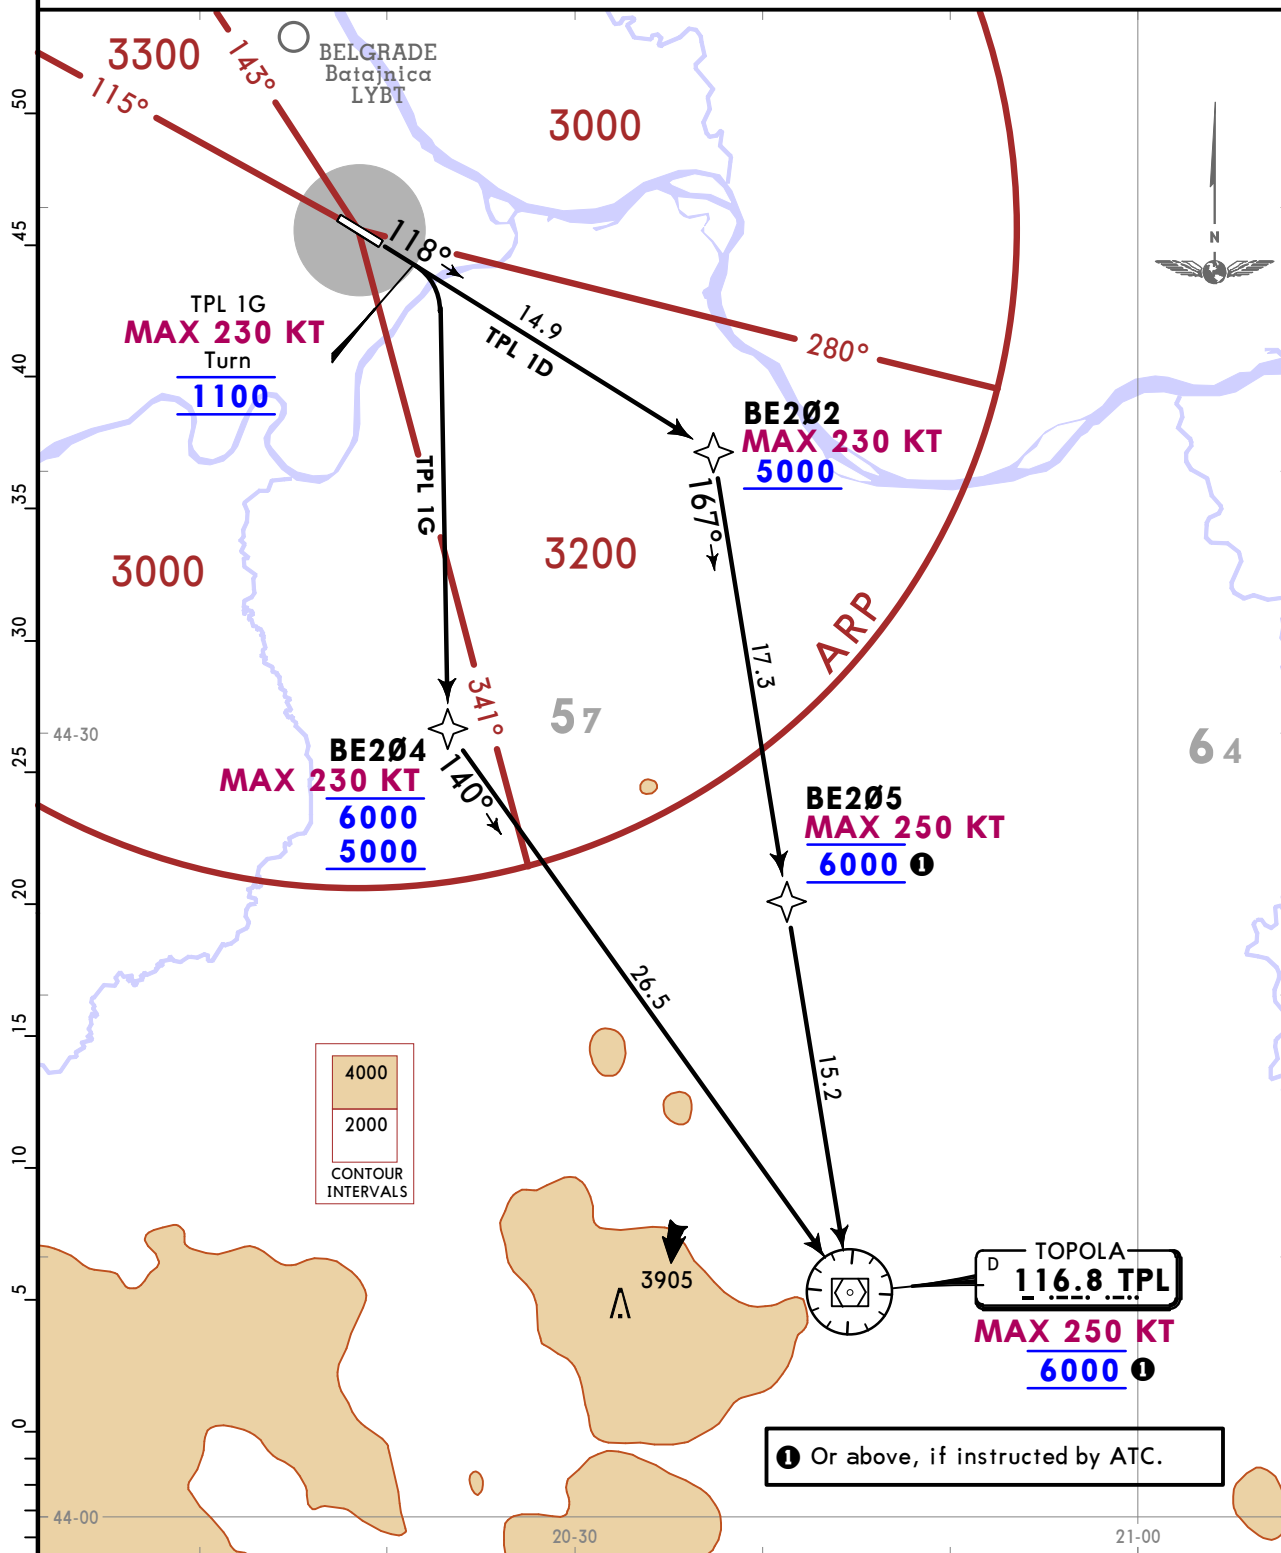 3300
143°
115°
BELGRADE
Batajnica
LYBT
3000
N
50
45
40
35
30
25
20
15
10
5
0
118°
14.9
TPL 1D
280°
TPL 1G
MAX 230 KT
Turn
1100
BE2Ø2
MAX 230 KT
5000
167°
TPL 1G
3000
3200
ARP
17.3
341°
57
64
44-30
BE2Ø4
MAX 230 KT
6000
5000
140°
BE2Ø5
MAX 250 KT
6000 ❶
26.5
15.2
4000
2000
CONTOUR
INTERVALS
3905
TOPOLA
D
116.8 TPL
MAX 250 KT
6000 ❶
❶ Or above, if instructed by ATC.
44-00
20-30
21-00